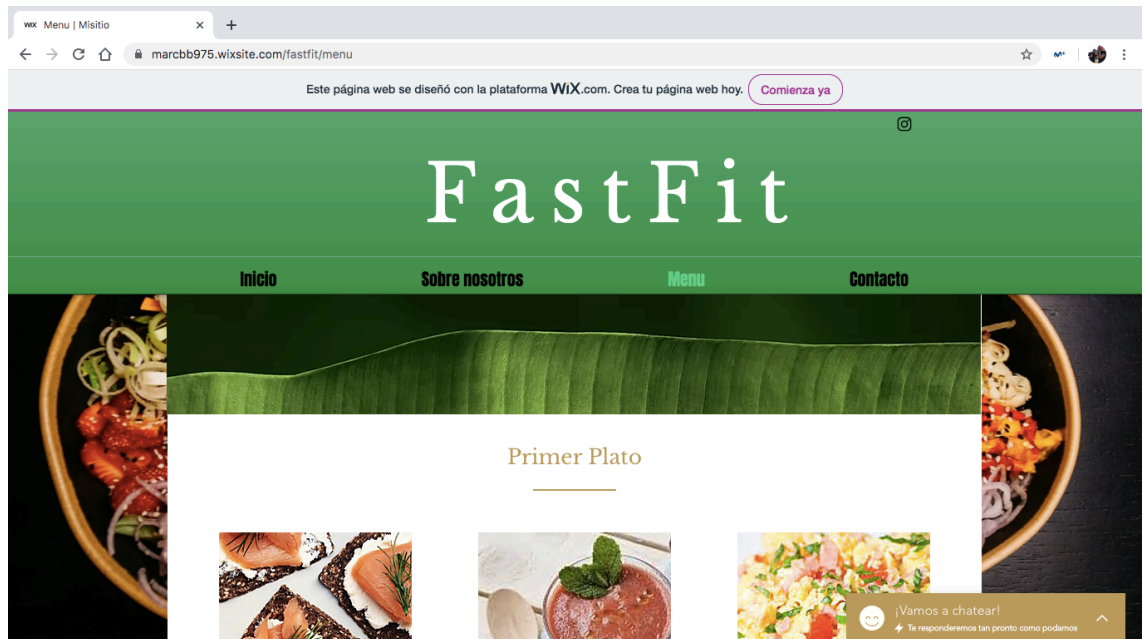 WiX Menu | Misitio
marcbb975.wixsite.com/fastfit/menu
Este página web se diseñó con la plataforma WiX.com. Crea tu página web hoy. Comienza ya
FastFit
Inicio Sobre nosotros Menu Contacto
Primer Plato
¡Vamos a chatear!
Te responderemos tan pronto como podamos